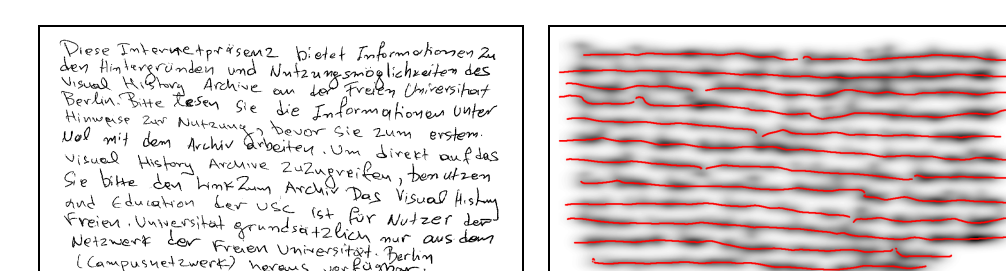 Diese Internetpräsenz bietet Informationen zu
den Hintergründen und Nutzungsmöglichkeiten des
Visual History Archive an der Freien Universität
Berlin. Bitte lesen Sie die Informationen unter
Hinweise zur Nutzung, bevor Sie zum ersten.
Mal mit dem Archiv arbeiten. Um direkt auf das
Visual History Archive zuzugreifen, benutzen
Sie bitte den Link Zum Archiv Das Visual History
and Education der USC ist für Nutzer der
Freien. Universität grundsätzlich nur aus dem
Netzwerk der Freien Universität. Berlin
(Campusnetzwerk) heraus verfügbar.